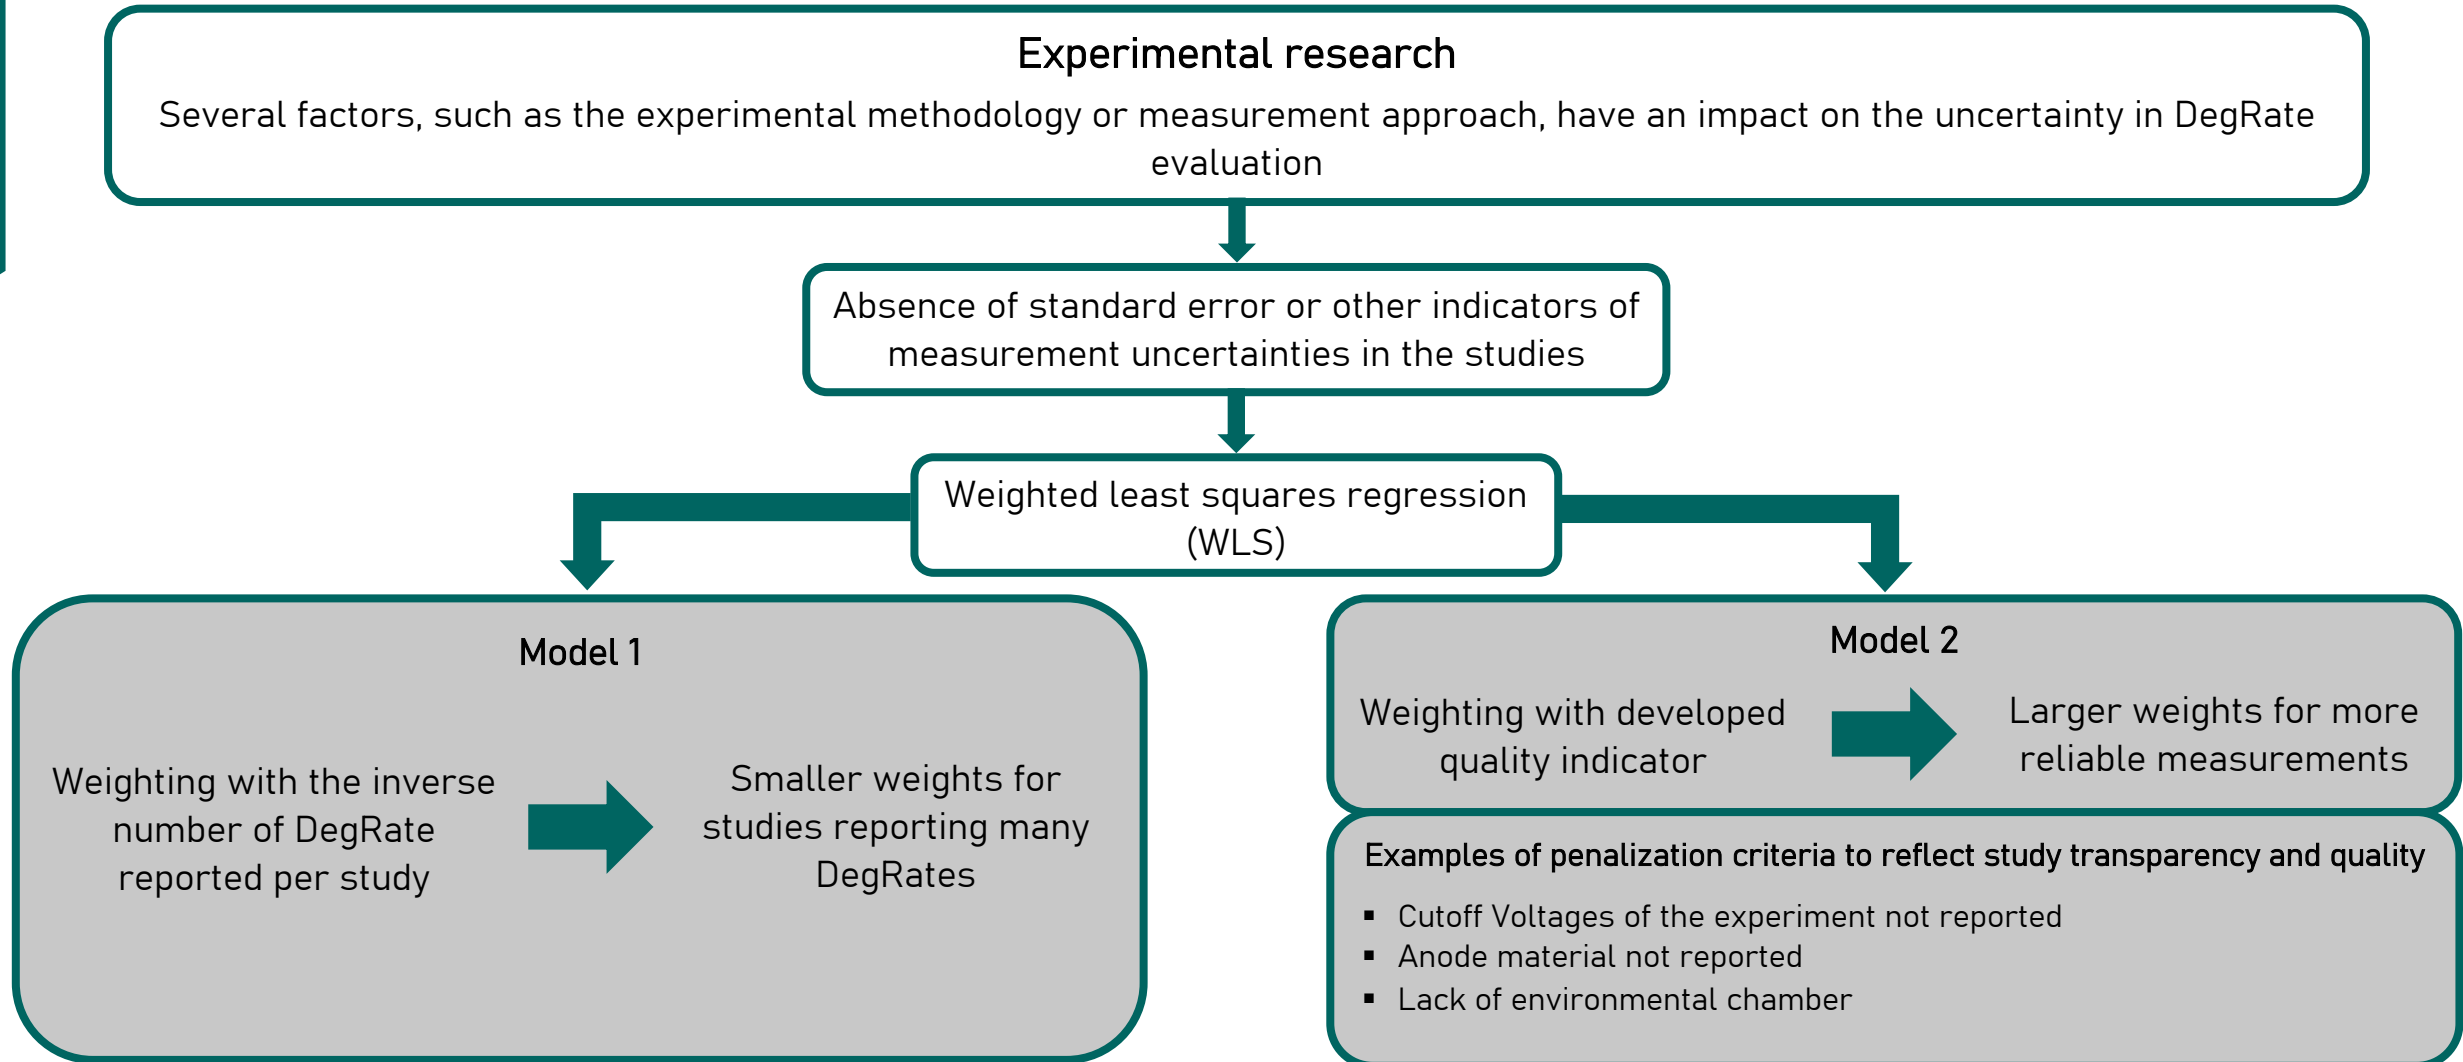 Experimental research
Several factors, such as the experimental methodology or measurement approach, have an impact on the uncertainty in DegRate
evaluation
Absence of standard error or other indicators of
measurement uncertainties in the studies
Weighted least squares regression
(WLS)
Model 1
Weighting with the inverse
number of DegRate
reported per study
Smaller weights for
studies reporting many
DegRates
Model 2
Weighting with developed
quality indicator
Larger weights for more
reliable measurements
Examples of penalization criteria to reflect study transparency and quality
▪ Cutoff Voltages of the experiment not reported
▪ Anode material not reported
▪ Lack of environmental chamber